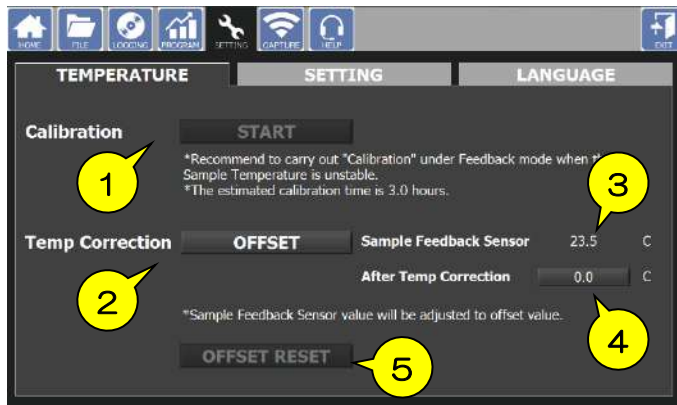 HOME FILE LOGGING PROGRAM SETTING CAPTURE HELP EXIT
TEMPERATURE SETTING LANGUAGE
Calibration START
1
*Recommend to carry out "Calibration" under Feedback mode when
Sample Temperature is unstable.
*The estimated calibration time is 3.0 hours.
3
Temp Correction OFFSET Sample Feedback Sensor 23.5 C
2
After Temp Correction 0.0 C
*Sample Feedback Sensor value will be adjusted to offset value.
4
OFFSET RESET
5